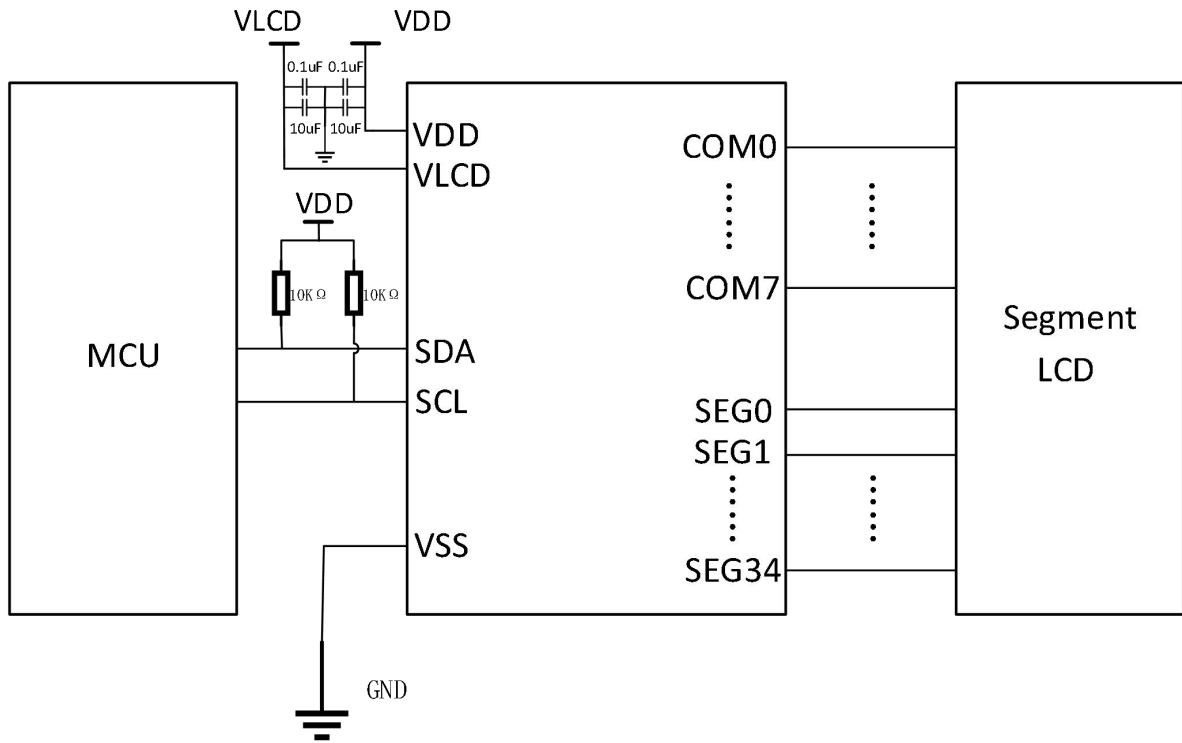 VLCD
VDD
0.1uF 0.1uF
10uF 10uF
VDD
VLCD
VDD
10KΩ 10KΩ
MCU
SDA
SCL
VSS
GND
COM0
COM7
SEG0
SEG1
SEG34
Segment
LCD